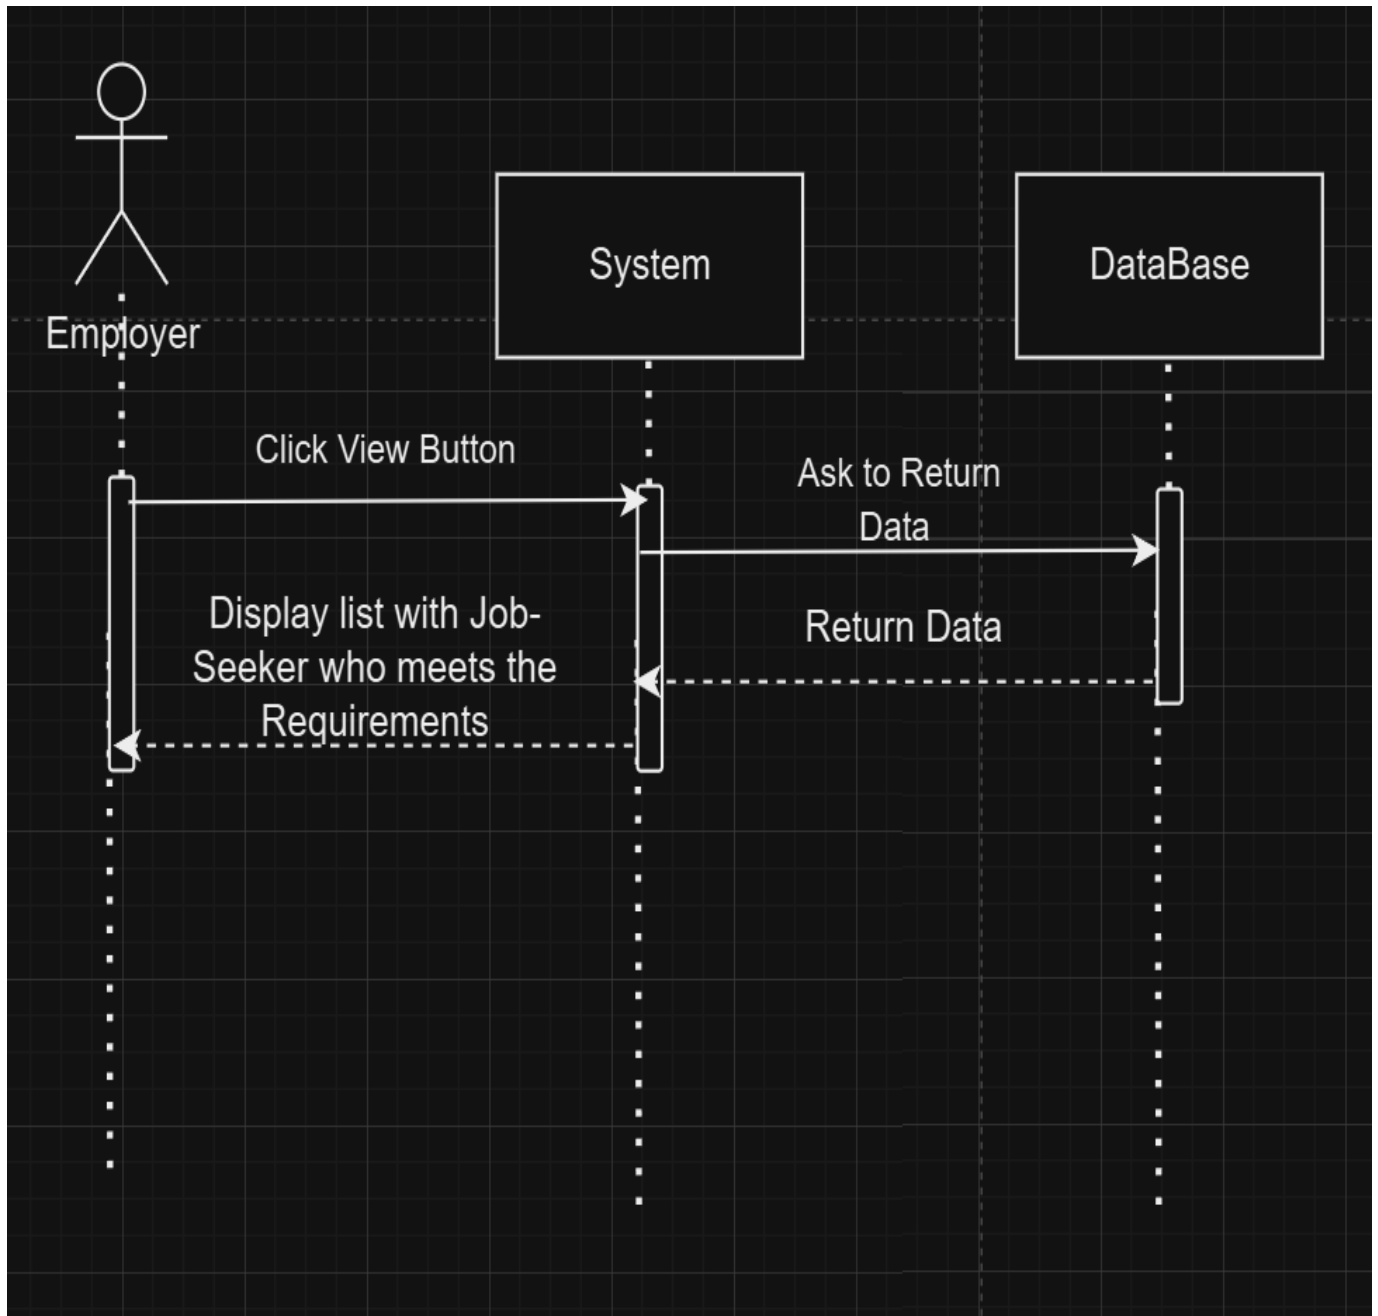 System
DataBase
Employer
Click View Button
Ask to Return
Data
Display list with Job-
Seeker who meets the
Requirements
Return Data